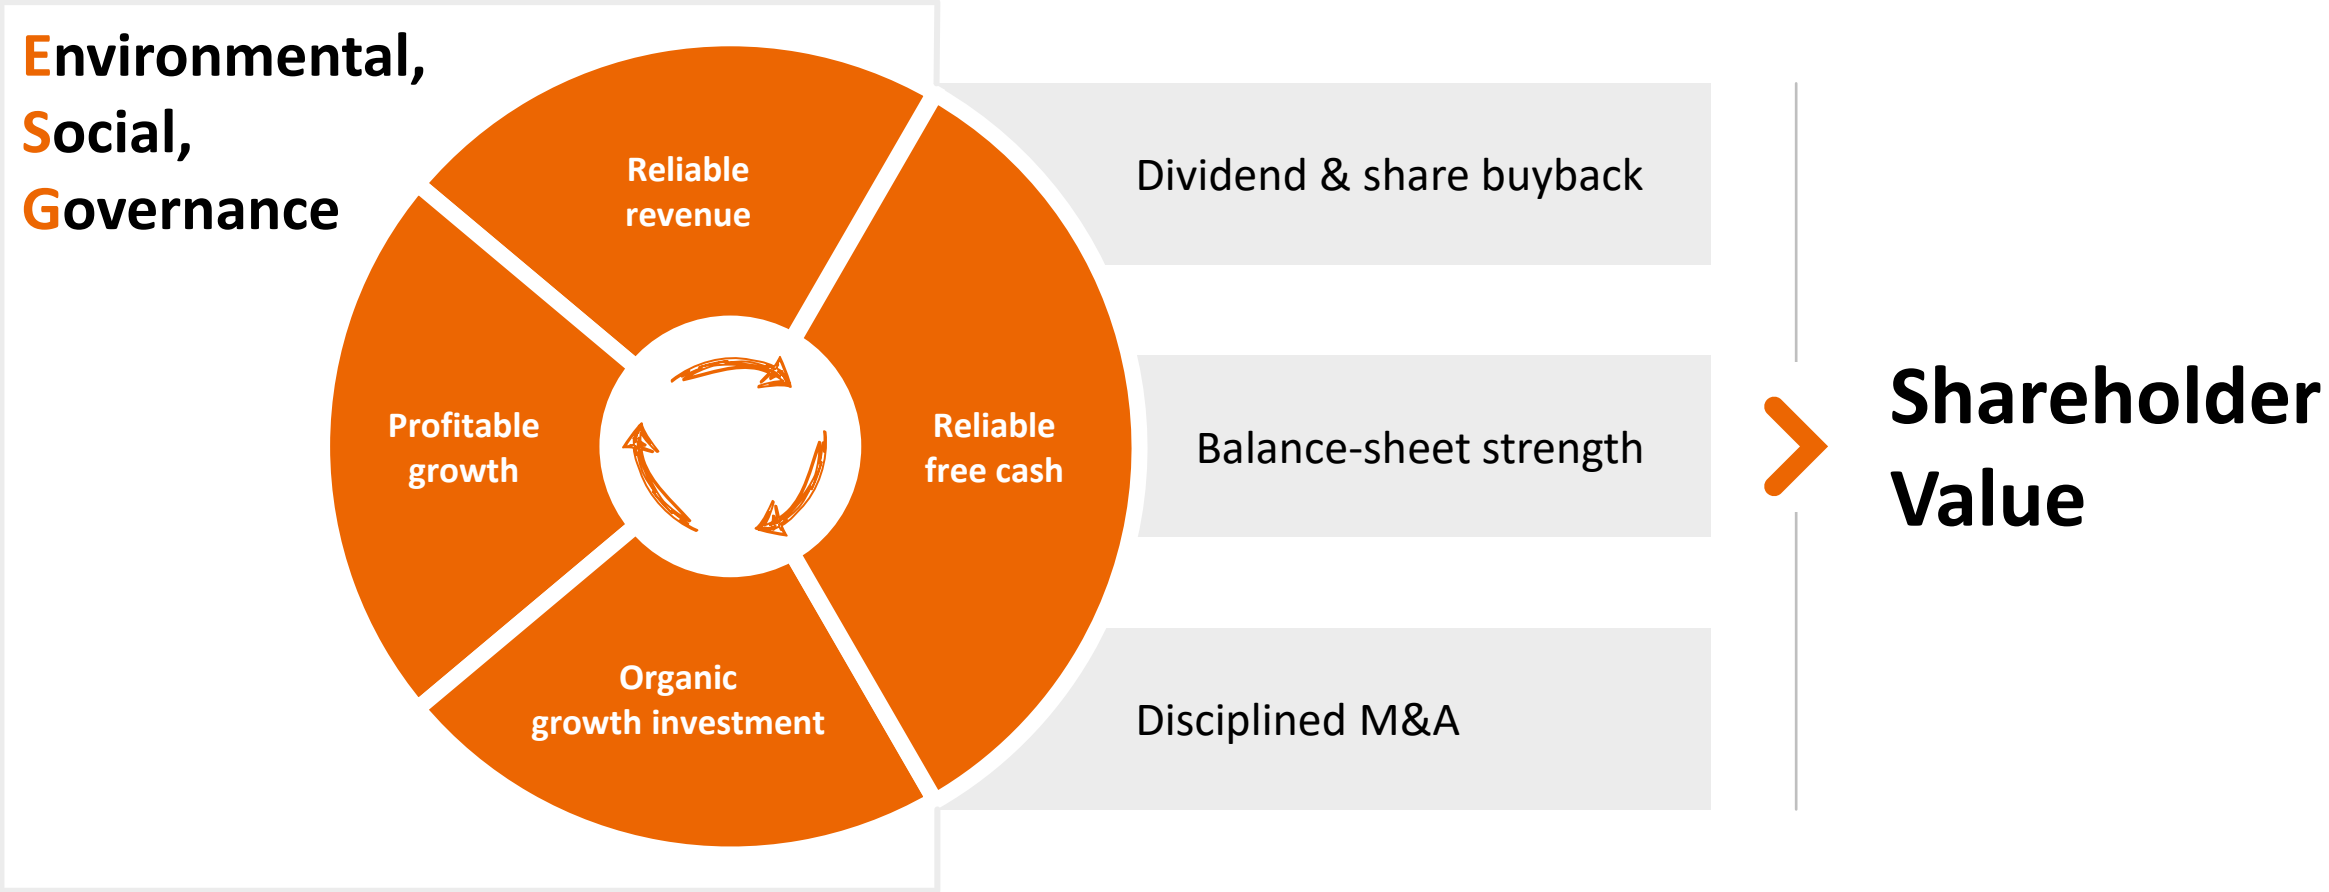 Environmental,
Social,
Governance
Reliable
revenue
Profitable
growth
Reliable
free cash
Organic
growth investment
Dividend & share buyback
Balance-sheet strength
Disciplined M&A
Shareholder
Value